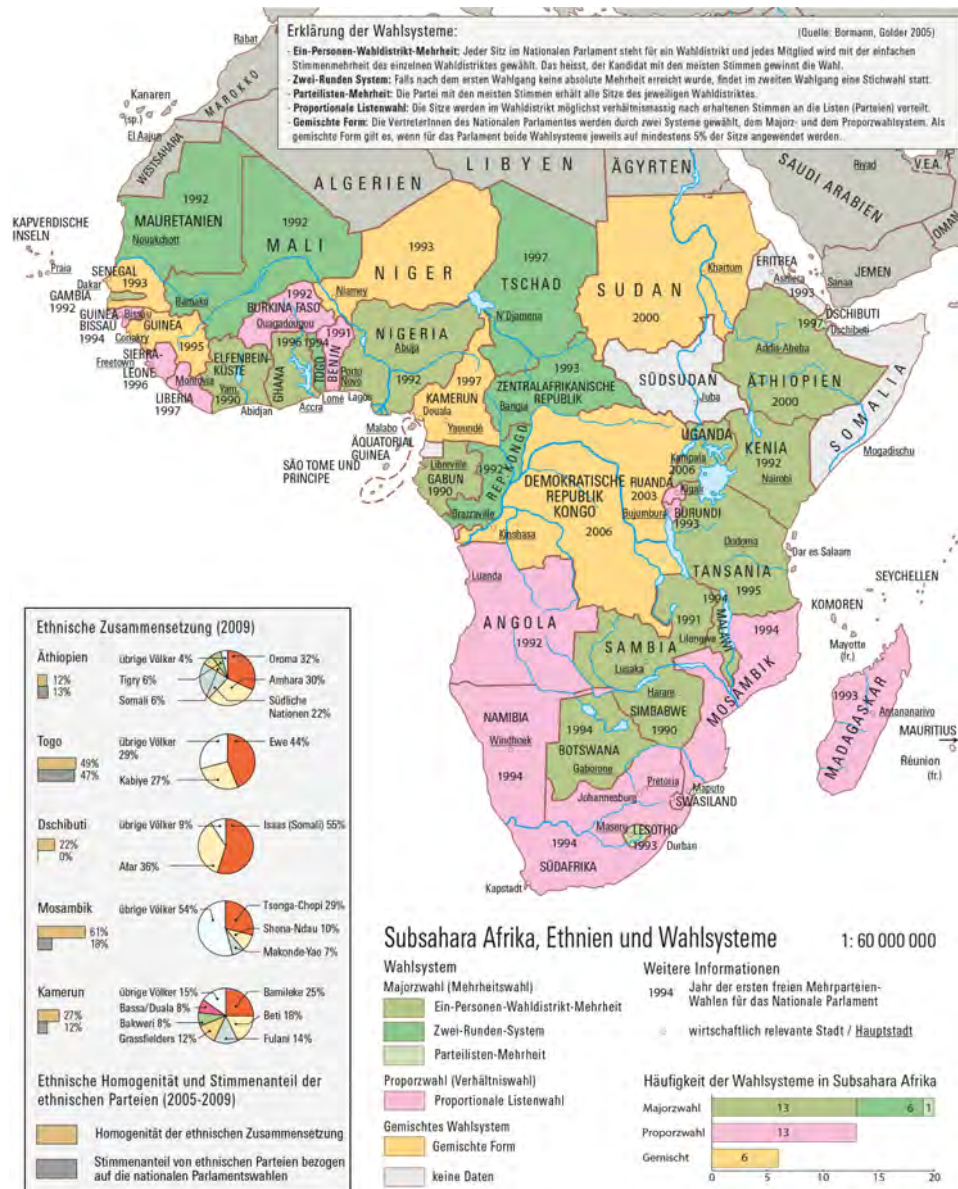 Erklärung der Wahlsysteme: (Quelle: Bormann, Golder 2005)
- Ein-Personen-Wahldistrikt-Mehrheit: Jeder Sitz im Nationalen Parlament steht für ein Wahldistrikt und jedes Mitglied wird mit der einfachen
Stimmenmehrheit des einzelnen Wahldistriktes gewählt. Das heisst, der Kandidat mit den meisten Stimmen gewinnt die Wahl.
- Zwei-Runden System: Falls nach dem ersten Wahlgang keine absolute Mehrheit erreicht wurde, findet im zweiten Wahlgang eine Stichwahl statt.
- Parteilisten-Mehrheit: Die Partei mit den meisten Stimmen erhält alle Sitze des jeweiligen Wahldistriktes.
- Proportionale Listenwahl: Die Sitze werden im Wahldistrikt möglichst verhältnismassig nach erhaltenen Stimmen an die Listen (Parteien) verteilt.
- Gemischte Form: Die VertreterInnen des Nationalen Parlamentes werden durch zwei Systeme gewählt, dem Majorz- und dem Proporzwahlsystem. Als
gemischte Form gilt es, wenn für das Parlament beide Wahlsysteme jeweils auf mindestens 5% der Sitze angewendet werden.
Rabat
MAROKKO
Kanaren
(sp.)
El Aajun
WESTSAHARA
ALGERIEN
LIBYEN
ÄGYRTEN
SAUDI ARABIEN
Riyad
V.E.A.
OMAN
JEMEN
Sanaa
KAPVERDISCHE
INSELN
Praia
MAURETANIEN
1992
Nouakchott
1992
MALI
Bamako
1993
NIGER
Niamey
1997
TSCHAD
N'Djamena
SUDAN
2000
Khartum
ERITREA
Asmera
1993
DSCHIBUTI
1997
Dschibuti
SENEGAL
1993
Dakar
GAMBIA
1992
GUINEA
BISSAU
1994
Bissau
GUINEA
1995
Conakry
SIERRA-
LEONE
1996
Freetown
Monrovia
LIBERIA
1997
ELFENBEIN-
KÜSTE
Yam.
1990
Abidjan
1992
BURKINA FASO
Ouagadougou
1996
GHANA
Accra
1994
TOGO
Lomé
1991
BENIN
Porto
Novo
NIGERIA
Abuja
1992
Lagos
1997
KAMERUN
Douala
Yaoundé
1993
ZENTRALAFRIKANISCHE
REPUBLIK
Bangui
SÜDSUDAN
Juba
Addis-Abeba
ÄTHIOPIEN
2000
SOMALIA
Mogadischu
Malabo
ÄQUATORIAL
GUINEA
SÃO TOME UND
PRINCIPE
Libreville
GABUN
1990
1992
REP. KONGO
Brazzaville
Kinshasa
DEMOKRATISCHE
REPUBLIK
KONGO
2006
UGANDA
Kampala
2006
KENIA
1992
Nairobi
RUANDA
2003
Kigali
Bujumbura
BURUNDI
1993
Dodoma
Dar es Salaam
TANSANIA
1995
SEYCHELLEN
KOMOREN
Mayotte
(fr.)
Luanda
ANGOLA
1992
1991
SAMBIA
Lusaka
1994
MALAWI
Lilongwe
1994
MOSAMBIK
Harare
SIMBABWE
1990
1993
MADAGASKAR
Antananarivo
MAURITIUS
Réunion
(fr.)
NAMIBIA
Windhoek
1994
1994
BOTSWANA
Gaborone
Pretoria
Johannesburg
Maputo
SWASILAND
Maseru
LESOTHO
1993
Durban
1994
SÜDAFRIKA
Kapstadt
Ethnische Zusammensetzung (2009)
Äthiopien
12%
13%
übrige Völker 4%
Tigry 6%
Somali 6%
Oroma 32%
Amhara 30%
Südliche
Nationen 22%
Togo
49%
47%
übrige Völker
29%
Kabiye 27%
Ewe 44%
Dschibuti
22%
0%
übrige Völker 9%
Afar 36%
Isaas (Somali) 55%
Mosambik
61%
18%
übrige Völker 54%
Tsonga-Chopi 29%
Shona-Ndau 10%
Makonde-Yao 7%
Kamerun
27%
12%
übrige Völker 15%
Bassa/Duala 8%
Bakweri 8%
Grassfielders 12%
Bamileke 25%
Beti 18%
Fulani 14%
Ethnische Homogenität und Stimmenanteil der
ethnischen Parteien (2005-2009)
Homogenität der ethnischen Zusammensetzung
Stimmenanteil von ethnischen Parteien bezogen
auf die nationalen Parlamentswahlen
Subsahara Afrika, Ethnien und Wahlsysteme 1: 60 000 000
Wahlsystem
Majorzwahl (Mehrheitswahl)
Ein-Personen-Wahldistrikt-Mehrheit
Zwei-Runden-System
Parteilisten-Mehrheit
Proporzwahl (Verhältniswahl)
Proportionale Listenwahl
Gemischtes Wahlsystem
Gemischte Form
keine Daten
Weitere Informationen
1994 Jahr der ersten freien Mehrparteien-
Wahlen für das Nationale Parlament
wirtschaftlich relevante Stadt / Hauptstadt
Häufigkeit der Wahlsysteme in Subsahara Afrika
Majorzwahl 13 6 1
Proporzwahl 13
Gemischt 6
0 5 10 15 20